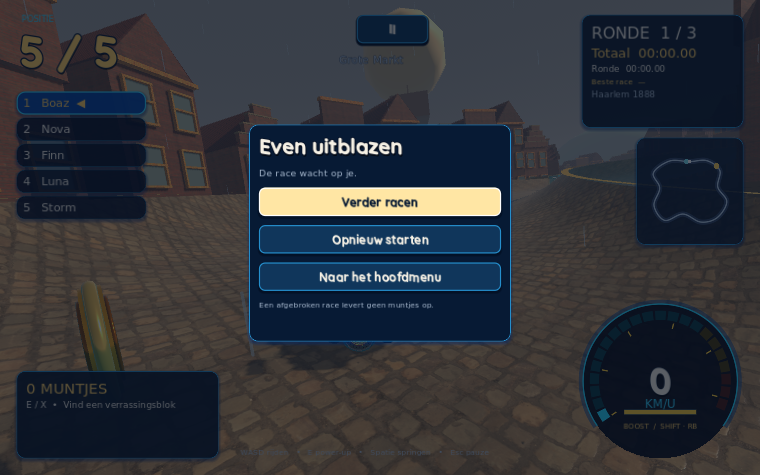 5 / 5
Grote Markt
1 Boaz ◀
2 Nova
3 Finn
4 Luna
5 Storm
RONDE 1 / 3
Totaal 00:00.00
Ronde 00:00.00
Beste race —
Haarlem 1888
Even uitblazen
De race wacht op je.
Verder racen
Opnieuw starten
Naar het hoofdmenu
Een afgebroken race levert geen muntjes op.
0 MUNTJES
E / X • Vind een verrassingsblok
0
KM/U
BOOST / SHIFT · RB